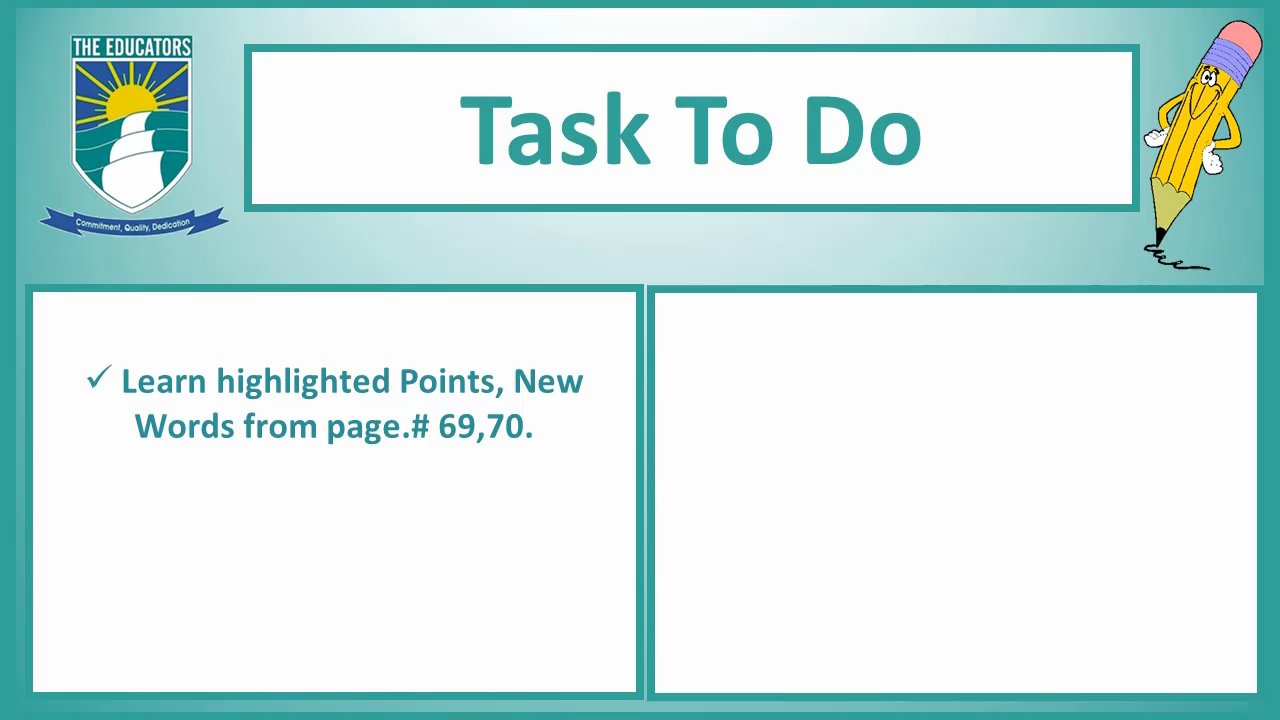 THE EDUCATORS
Commitment, Quality, Dedication
Task To Do
✓ Learn highlighted Points, New
Words from page.# 69,70.